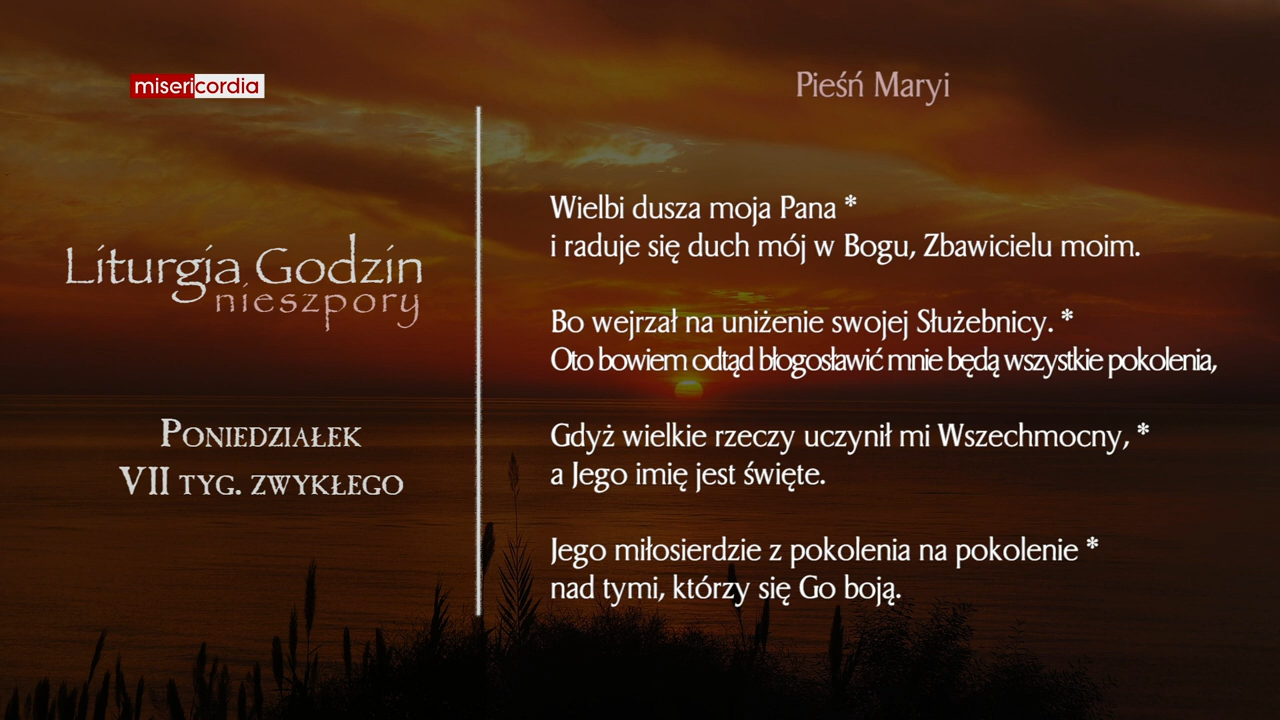 misericordia
Liturgia Godzin
nieszpory
Poniedziałek
VII tyg. zwykłego
Pieśń Maryi
Wielbi dusza moja Pana *
i raduje się duch mój w Bogu, Zbawicielu moim.
Bo wejrzał na uniżenie swojej Służebnicy. *
Oto bowiem odtąd błogosławić mnie będą wszystkie pokolenia,
Gdyż wielkie rzeczy uczynił mi Wszechmocny, *
a Jego imię jest święte.
Jego miłosierdzie z pokolenia na pokolenie *
nad tymi, którzy się Go boją.